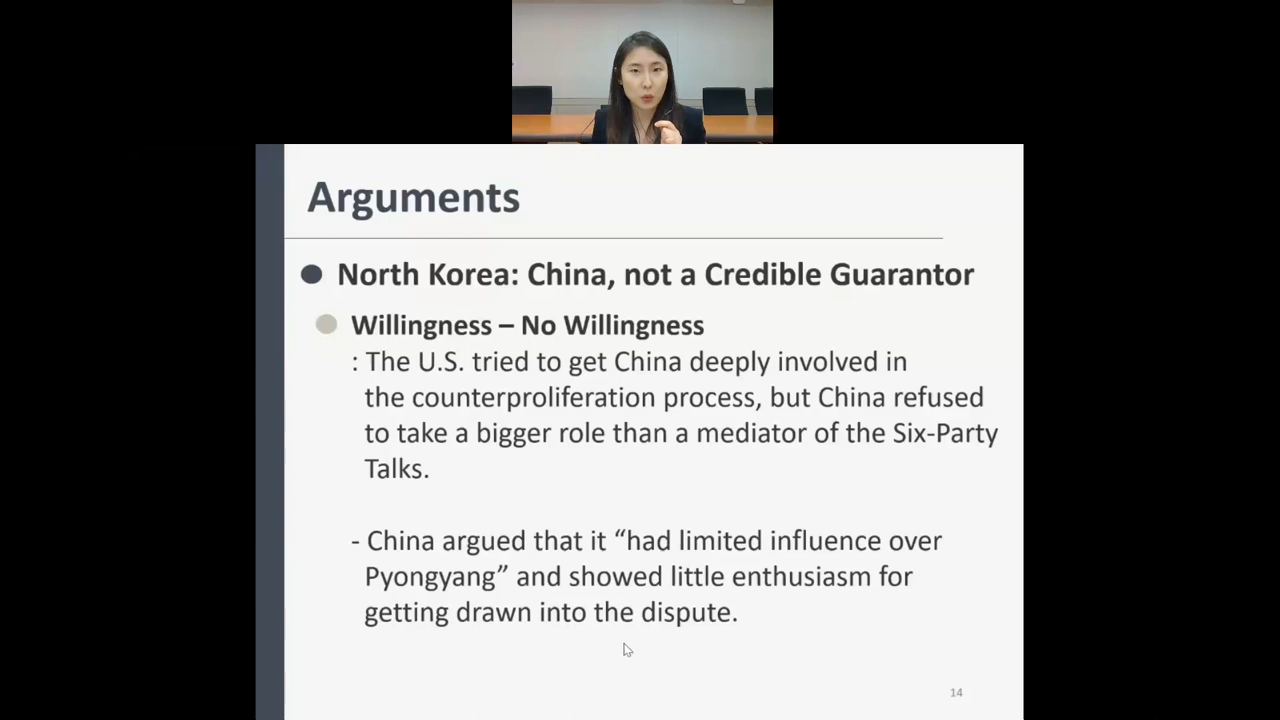 Arguments
North Korea: China, not a Credible Guarantor
Willingness – No Willingness
: The U.S. tried to get China deeply involved in
the counterproliferation process, but China refused
to take a bigger role than a mediator of the Six-Party
Talks.
- China argued that it “had limited influence over
Pyongyang” and showed little enthusiasm for
getting drawn into the dispute.
14